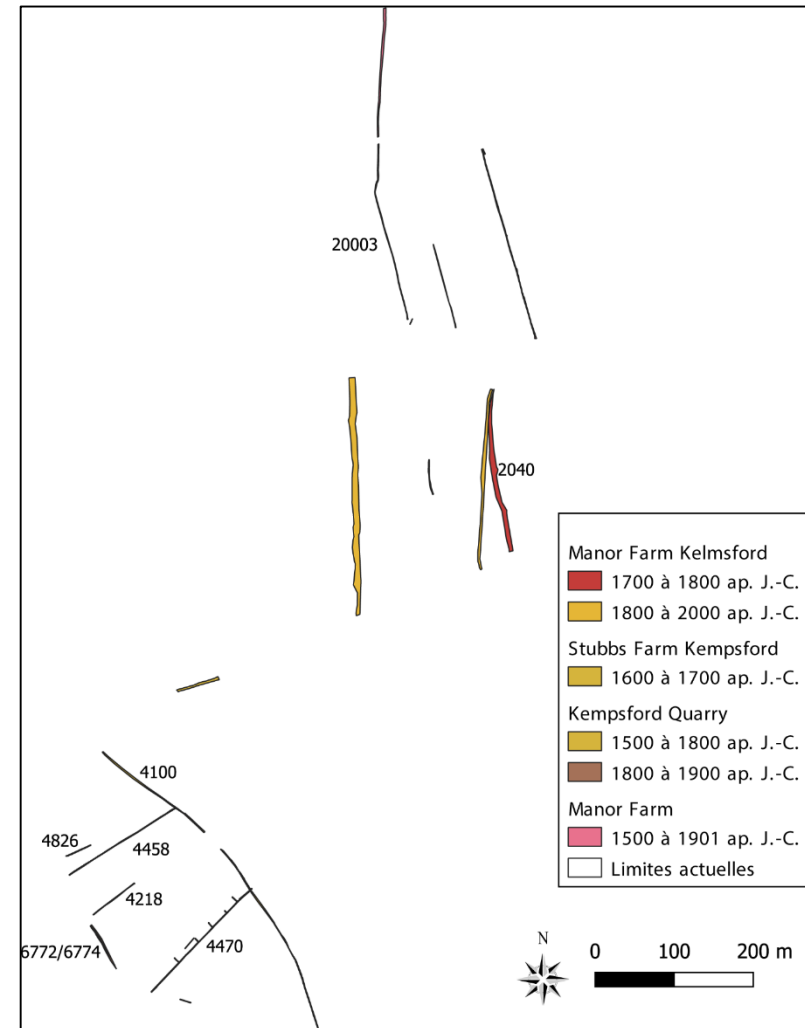 20003
2040
Manor Farm Kelmsford
1700 à 1800 ap. J.-C.
1800 à 2000 ap. J.-C.
Stubbs Farm Kempsford
1600 à 1700 ap. J.-C.
Kempsford Quarry
1500 à 1800 ap. J.-C.
1800 à 1900 ap. J.-C.
Manor Farm
1500 à 1901 ap. J.-C.
Limites actuelles
4100
4826
4458
4218
6772/6774
4470
N
0 100 200 m